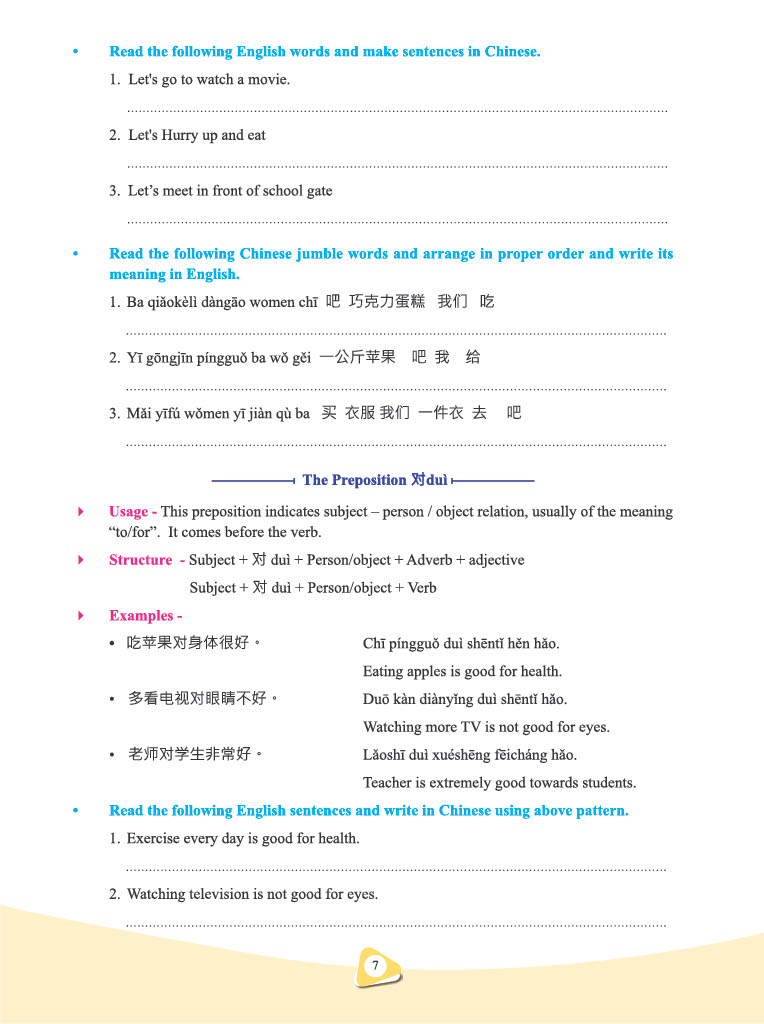 • Read the following English words and make sentences in Chinese.
1. Let's go to watch a movie.
2. Let's Hurry up and eat
3. Let’s meet in front of school gate
• Read the following Chinese jumble words and arrange in proper order and write its
meaning in English.
1. Ba qiǎokèlì dàngāo women chī 吧 巧克力蛋糕 我们 吃
2. Yī gōngjīn píngguǒ ba wǒ gěi 一公斤苹果 吧 我 给
3. Mǎi yīfú wǒmen yī jiàn qù ba 买 衣服 我们 一件衣 去 吧
The Preposition 对duì
Usage - This preposition indicates subject – person / object relation, usually of the meaning
“to/for”. It comes before the verb.
Structure - Subject + 对 duì + Person/object + Adverb + adjective
Subject + 对 duì + Person/object + Verb
Examples -
• 吃苹果对身体很好。 Chī píngguǒ duì shēntǐ hěn hǎo.
Eating apples is good for health.
• 多看电视对眼睛不好。 Duō kàn diànyǐng duì shēntǐ hǎo.
Watching more TV is not good for eyes.
• 老师对学生非常好。 Lǎoshī duì xuéshēng fēicháng hǎo.
Teacher is extremely good towards students.
• Read the following English sentences and write in Chinese using above pattern.
1. Exercise every day is good for health.
2. Watching television is not good for eyes.
7